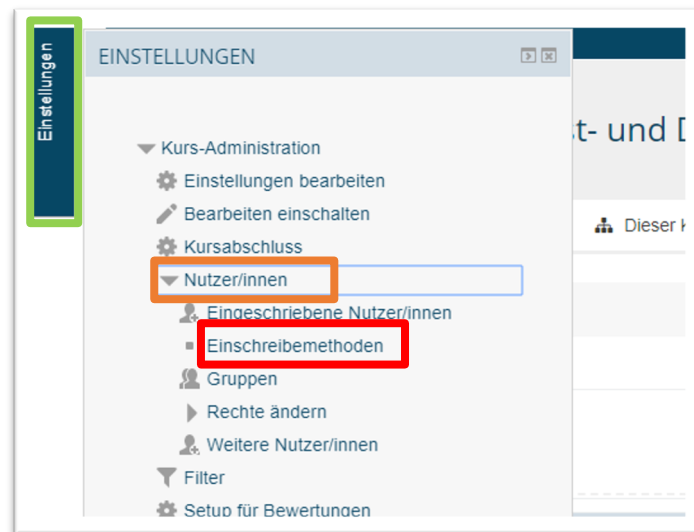 Einstellungen
EINSTELLUNGEN
Kurs-Administration
Einstellungen bearbeiten
Bearbeiten einschalten
Kursabschluss
Nutzer/innen
Eingeschriebene Nutzer/innen
Einschreibemethoden
Gruppen
Rechte ändern
Weitere Nutzer/innen
Filter
Setup für Bewertungen
t- und
Dieser